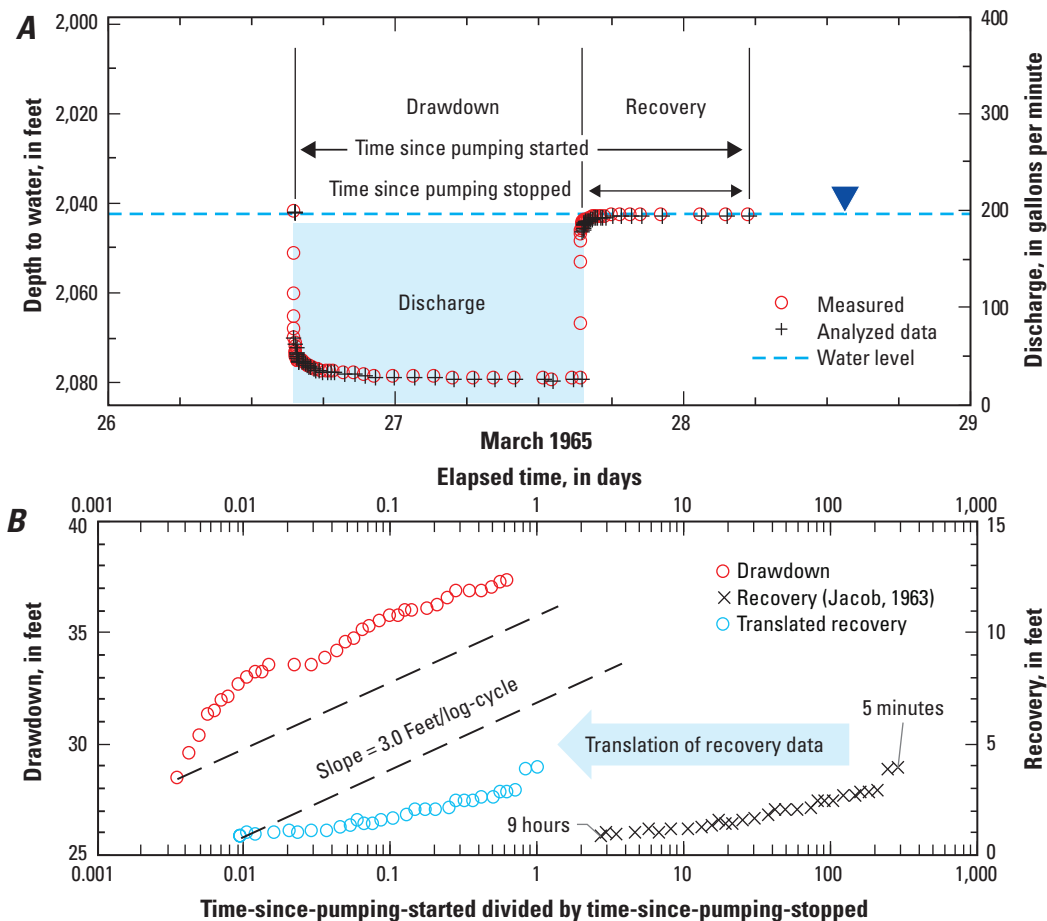 A
2,000
2,020
2,040
2,060
2,080
Depth to water, in feet
400
300
200
100
0
Discharge, in gallons per minute
Drawdown
Recovery
Time since pumping started
Time since pumping stopped
Discharge
Measured
Analyzed data
Water level
26
27
28
29
March 1965
B
Elapsed time, in days
0.001
0.01
0.1
1
10
100
1,000
40
35
30
25
Drawdown, in feet
15
10
5
0
Recovery, in feet
Drawdown
Recovery (Jacob, 1963)
Translated recovery
Slope = 3.0 Feet/log-cycle
Translation of recovery data
5 minutes
9 hours
0.001
0.01
0.1
1
10
100
1,000
Time-since-pumping-started divided by time-since-pumping-stopped